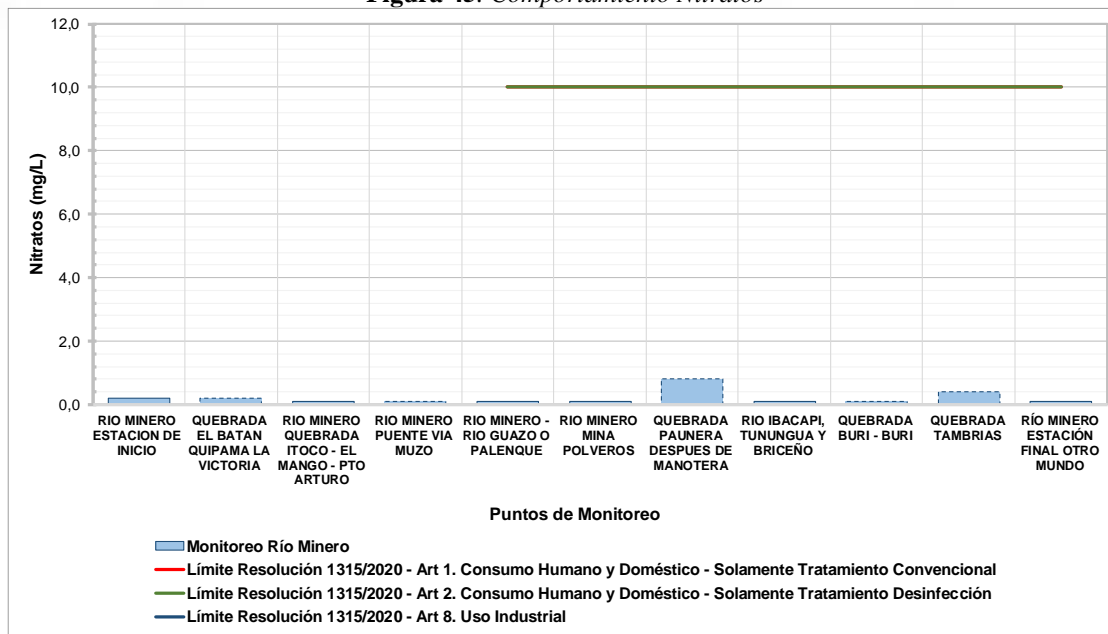 Figura 43. Comportamiento Nitratos
12,0
10,0
8,0
6,0
4,0
2,0
0,0
Nitratos (mg/L)
RIO MINERO ESTACION DE INICIO
QUEBRADA EL BATAN QUIPAMA LA VICTORIA
RIO MINERO QUEBRADA ITOCO - EL MANGO - PTO ARTURO
RIO MINERO PUENTE VIA MUZO
RIO MINERO - RIO GUAZO O PALENQUE
RIO MINERO MINA POLVEROS
QUEBRADA PAUNERA DESPUES DE MANOTERA
RIO IBACAPI, TUNUNGUA Y BRICEÑO
QUEBRADA BURI - BURI
QUEBRADA TAMBRIAS
RÍO MINERO ESTACIÓN FINAL OTRO MUNDO
Puntos de Monitoreo
Monitoreo Río Minero
Límite Resolución 1315/2020 - Art 1. Consumo Humano y Doméstico - Solamente Tratamiento Convencional
Límite Resolución 1315/2020 - Art 2. Consumo Humano y Doméstico - Solamente Tratamiento Desinfección
Límite Resolución 1315/2020 - Art 8. Uso Industrial